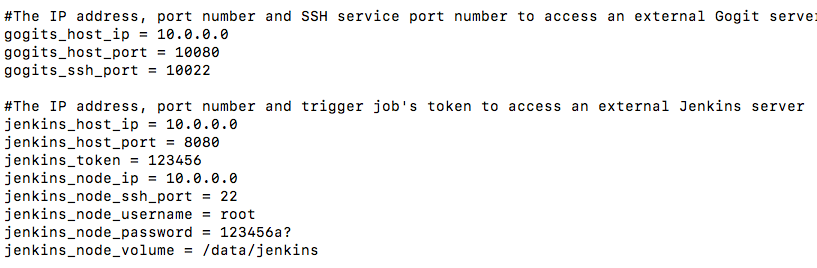 #The IP address, port number and SSH service port number to access an external Gogit server
gogits_host_ip = 10.0.0.0
gogits_host_port = 10080
gogits_ssh_port = 10022
#The IP address, port number and trigger job's token to access an external Jenkins server
jenkins_host_ip = 10.0.0.0
jenkins_host_port = 8080
jenkins_token = 123456
jenkins_node_ip = 10.0.0.0
jenkins_node_ssh_port = 22
jenkins_node_username = root
jenkins_node_password = 123456a?
jenkins_node_volume = /data/jenkins